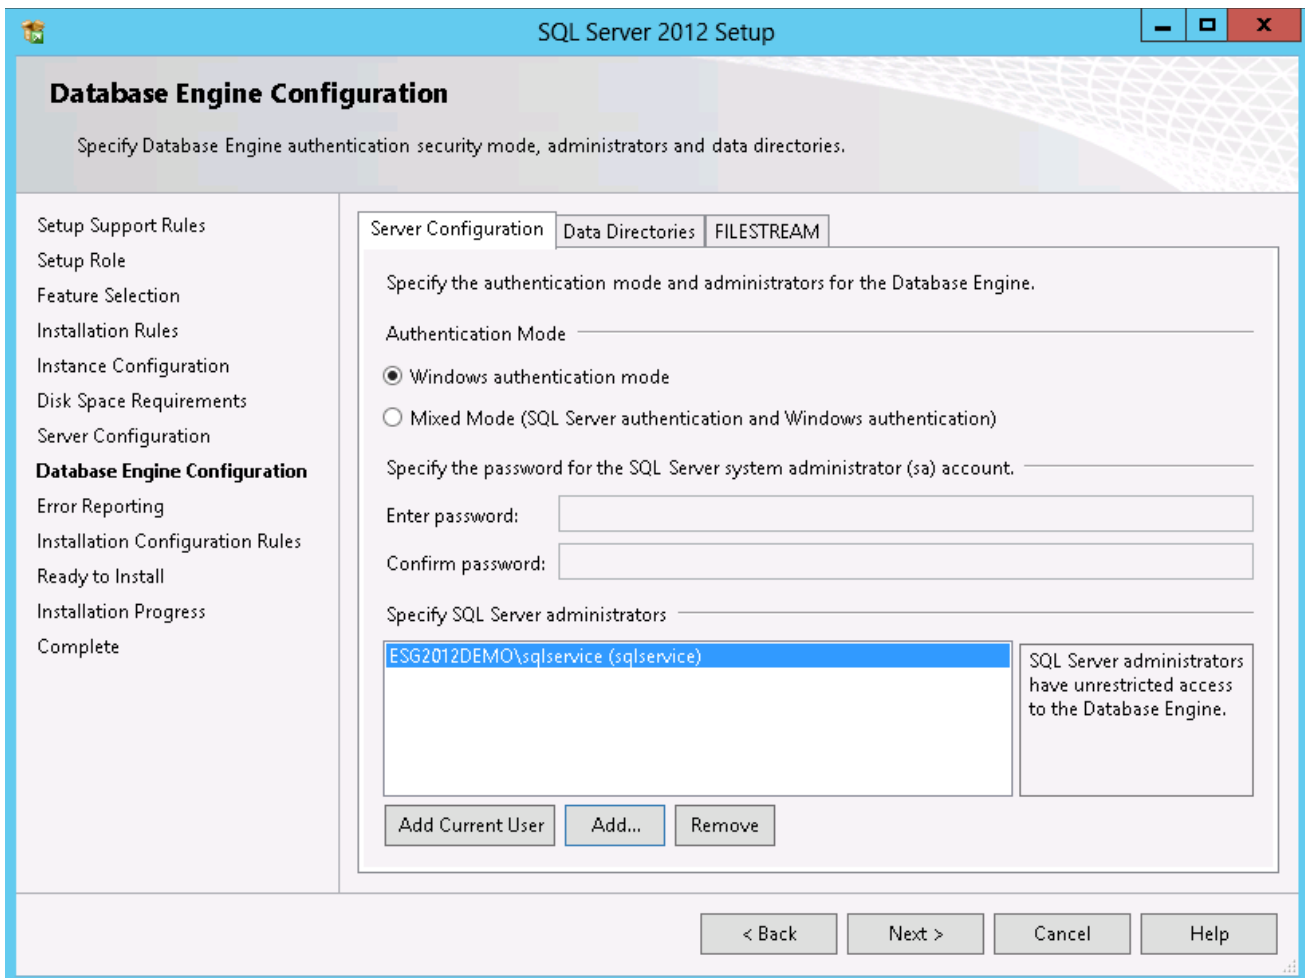 SQL Server 2012 Setup
Database Engine Configuration
Specify Database Engine authentication security mode, administrators and data directories.
Setup Support Rules
Setup Role
Feature Selection
Installation Rules
Instance Configuration
Disk Space Requirements
Server Configuration
Database Engine Configuration
Error Reporting
Installation Configuration Rules
Ready to Install
Installation Progress
Complete
Server Configuration
Data Directories
FILESTREAM
Specify the authentication mode and administrators for the Database Engine.
Authentication Mode
Windows authentication mode
Mixed Mode (SQL Server authentication and Windows authentication)
Specify the password for the SQL Server system administrator (sa) account.
Enter password:
Confirm password:
Specify SQL Server administrators
ESG2012DEMO\sqlservice (sqlservice)
SQL Server administrators
have unrestricted access
to the Database Engine.
Add Current User
Add...
Remove
< Back
Next >
Cancel
Help